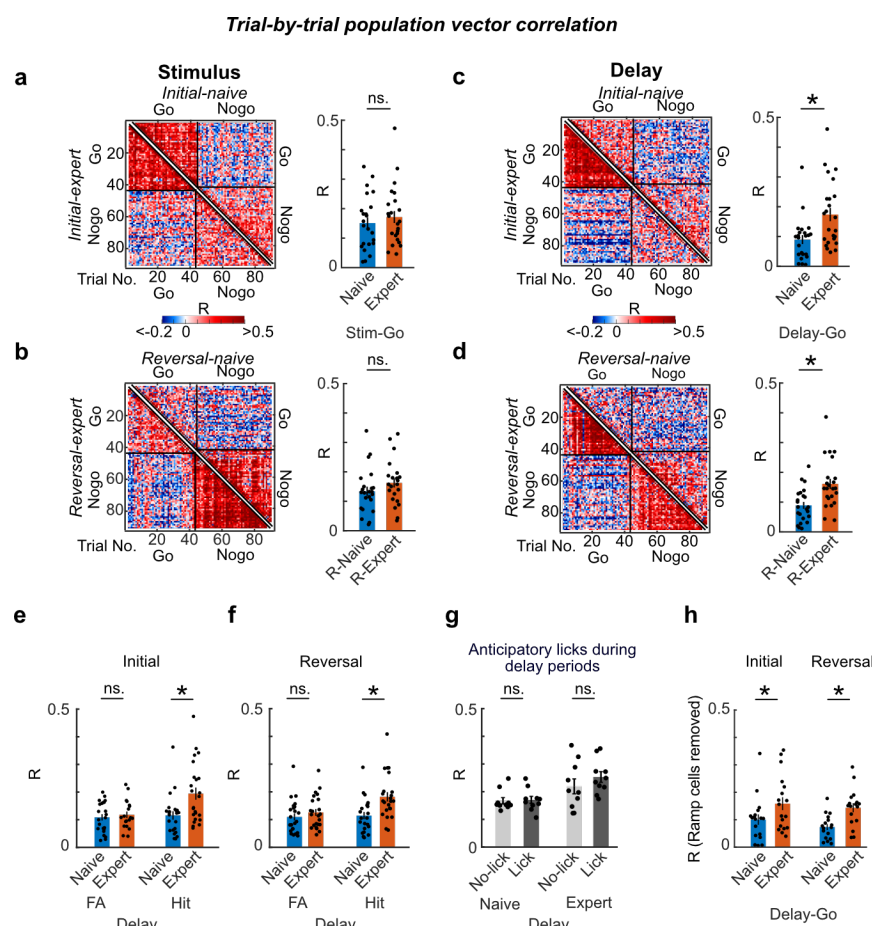 Trial-by-trial population vector correlation
a
Stimulus
Initial-naive
Go Nogo
Initial-expert
Go
Nogo
20
40
60
80
Go
Nogo
Trial No.
20 40 60 80
Go Nogo
R
<-0.2 0 >0.5
ns.
0.5
R
0
Naive
Expert
Stim-Go
c
Delay
Initial-naive
Go Nogo
Initial-expert
Go
Nogo
20
40
60
80
Go
Nogo
Trial No.
20 40 60 80
Go Nogo
R
<-0.2 0 >0.5
*
0.5
R
0
Naive
Expert
Delay-Go
b
Reversal-naive
Go Nogo
Reversal-expert
Go
Nogo
20
40
60
80
Go
Nogo
Trial No.
20 40 60 80
Go Nogo
ns.
0.5
R
0
R-Naive
R-Expert
d
Reversal-naive
Go Nogo
Reversal-expert
Go
Nogo
20
40
60
80
Go
Nogo
Trial No.
20 40 60 80
Go Nogo
*
0.5
R
0
R-Naive
R-Expert
e
Initial
ns. *
0.5
R
0
Naive
Expert
Naive
Expert
FA Hit
Delay
f
Reversal
ns. *
0.5
R
0
Naive
Expert
Naive
Expert
FA Hit
Delay
g
Anticipatory licks during
delay periods
ns. ns.
0.5
R
0
No-lick
Lick
No-lick
Lick
Naive Expert
Delay
h
Initial Reversal
* *
0.5
R (Ramp cells removed)
0
Naive
Expert
Naive
Expert
Delay-Go